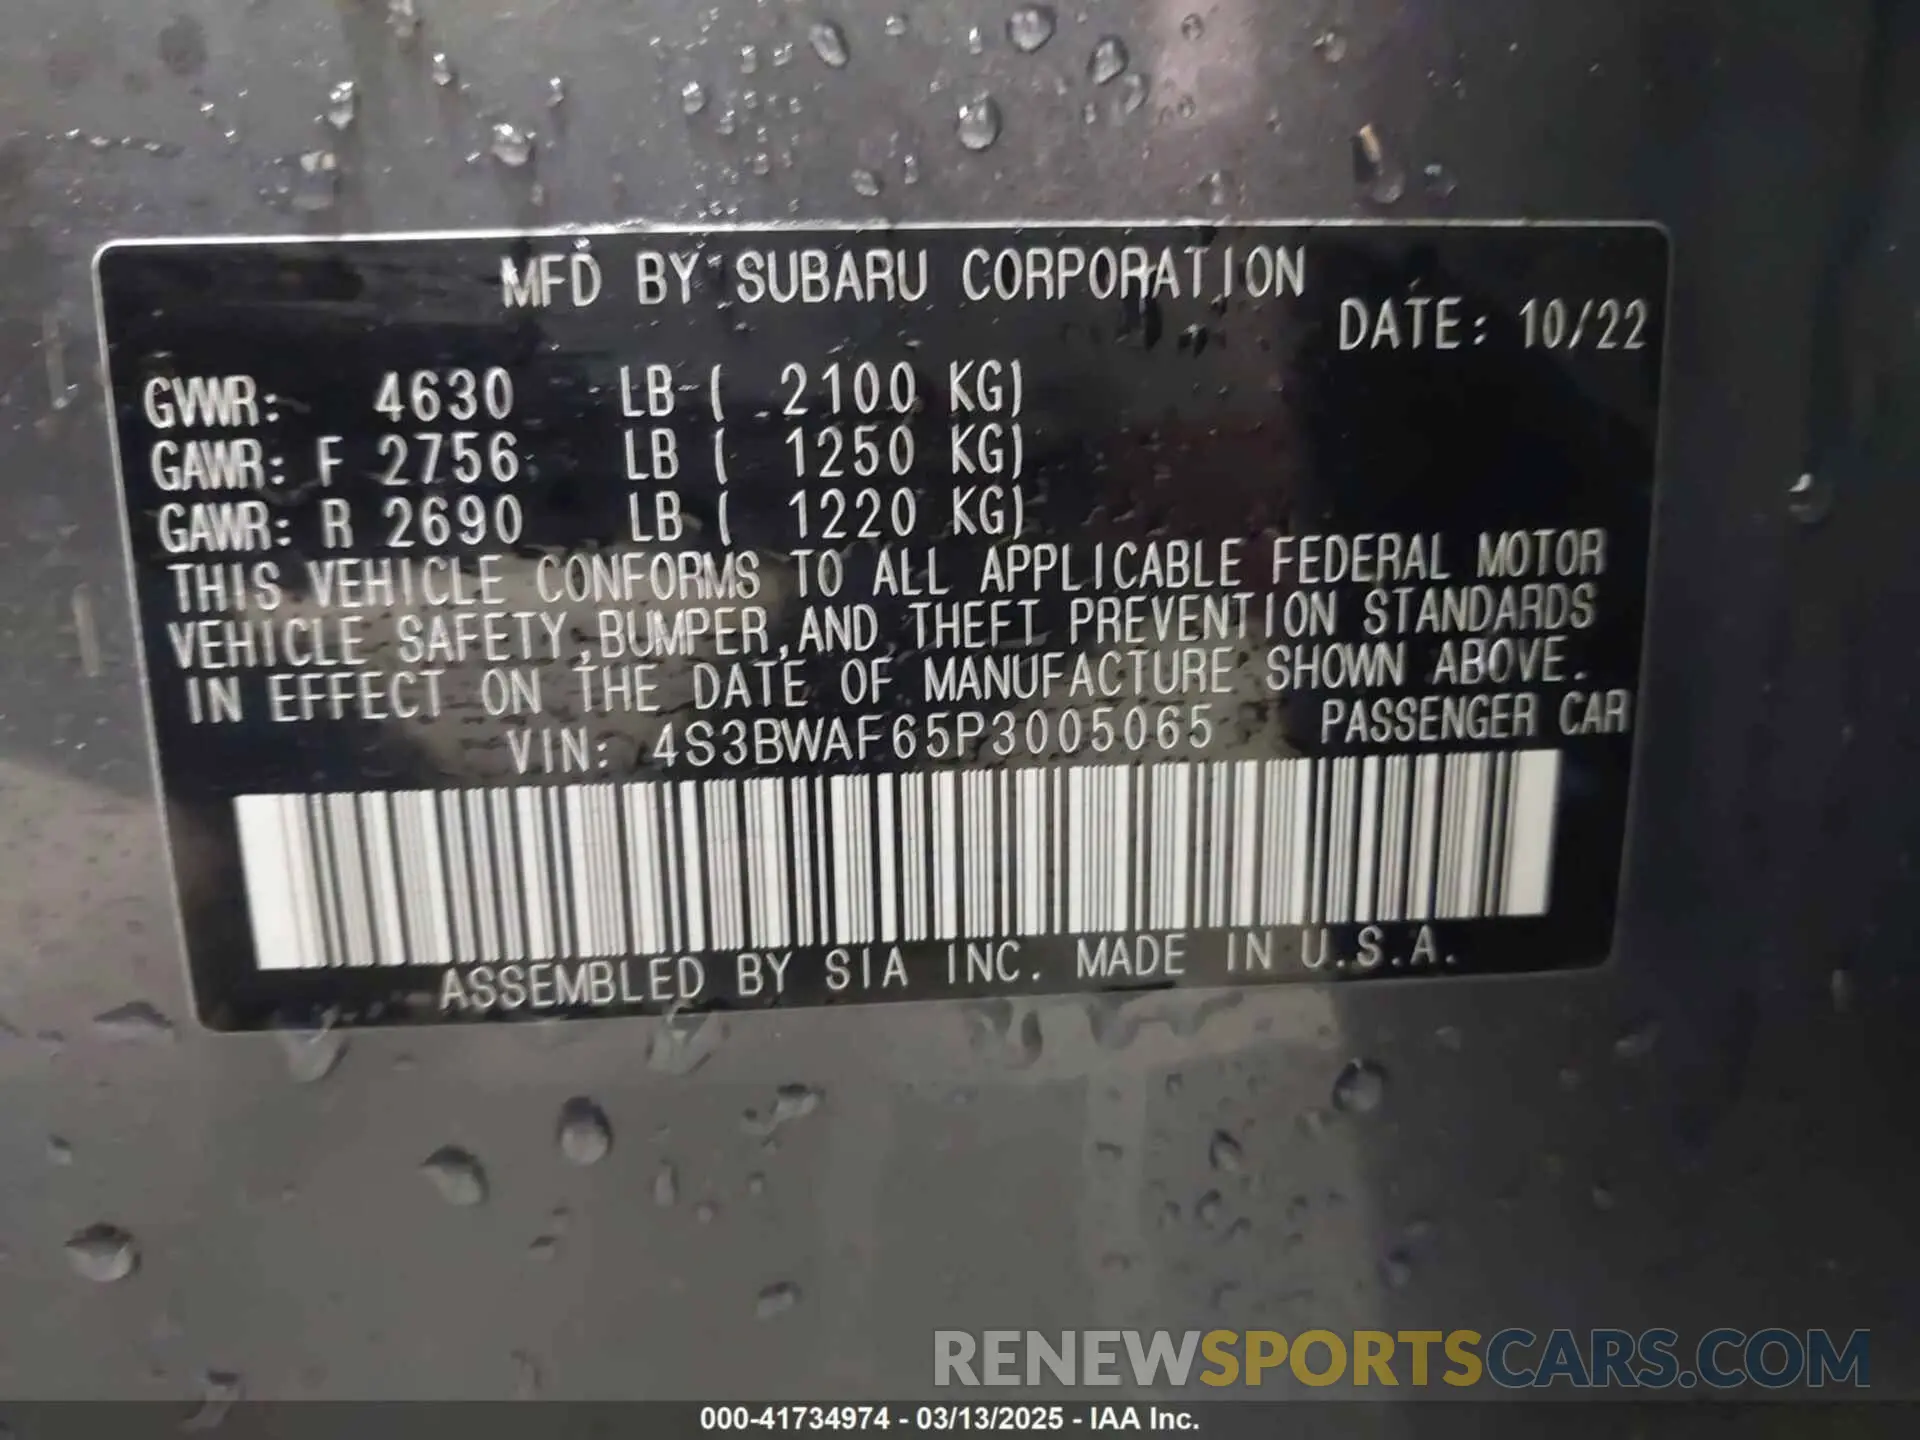 MFD BY SUBARU CORPORATION
DATE: 10/22
GVWR: 4630 LB ( 2100 KG)
GAWR: F 2756 LB ( 1250 KG)
GAWR: R 2690 LB ( 1220 KG)
THIS VEHICLE CONFORMS TO ALL APPLICABLE FEDERAL MOTOR
VEHICLE SAFETY,BUMPER,AND THEFT PREVENTION STANDARDS
IN EFFECT ON THE DATE OF MANUFACTURE SHOWN ABOVE.
VIN: 4S3BWAF65P3005065 PASSENGER CAR
ASSEMBLED BY SIA INC. MADE IN U.S.A.
RENEWSPORTSCARS.COM
000-41734974 - 03/13/2025 - IAA Inc.